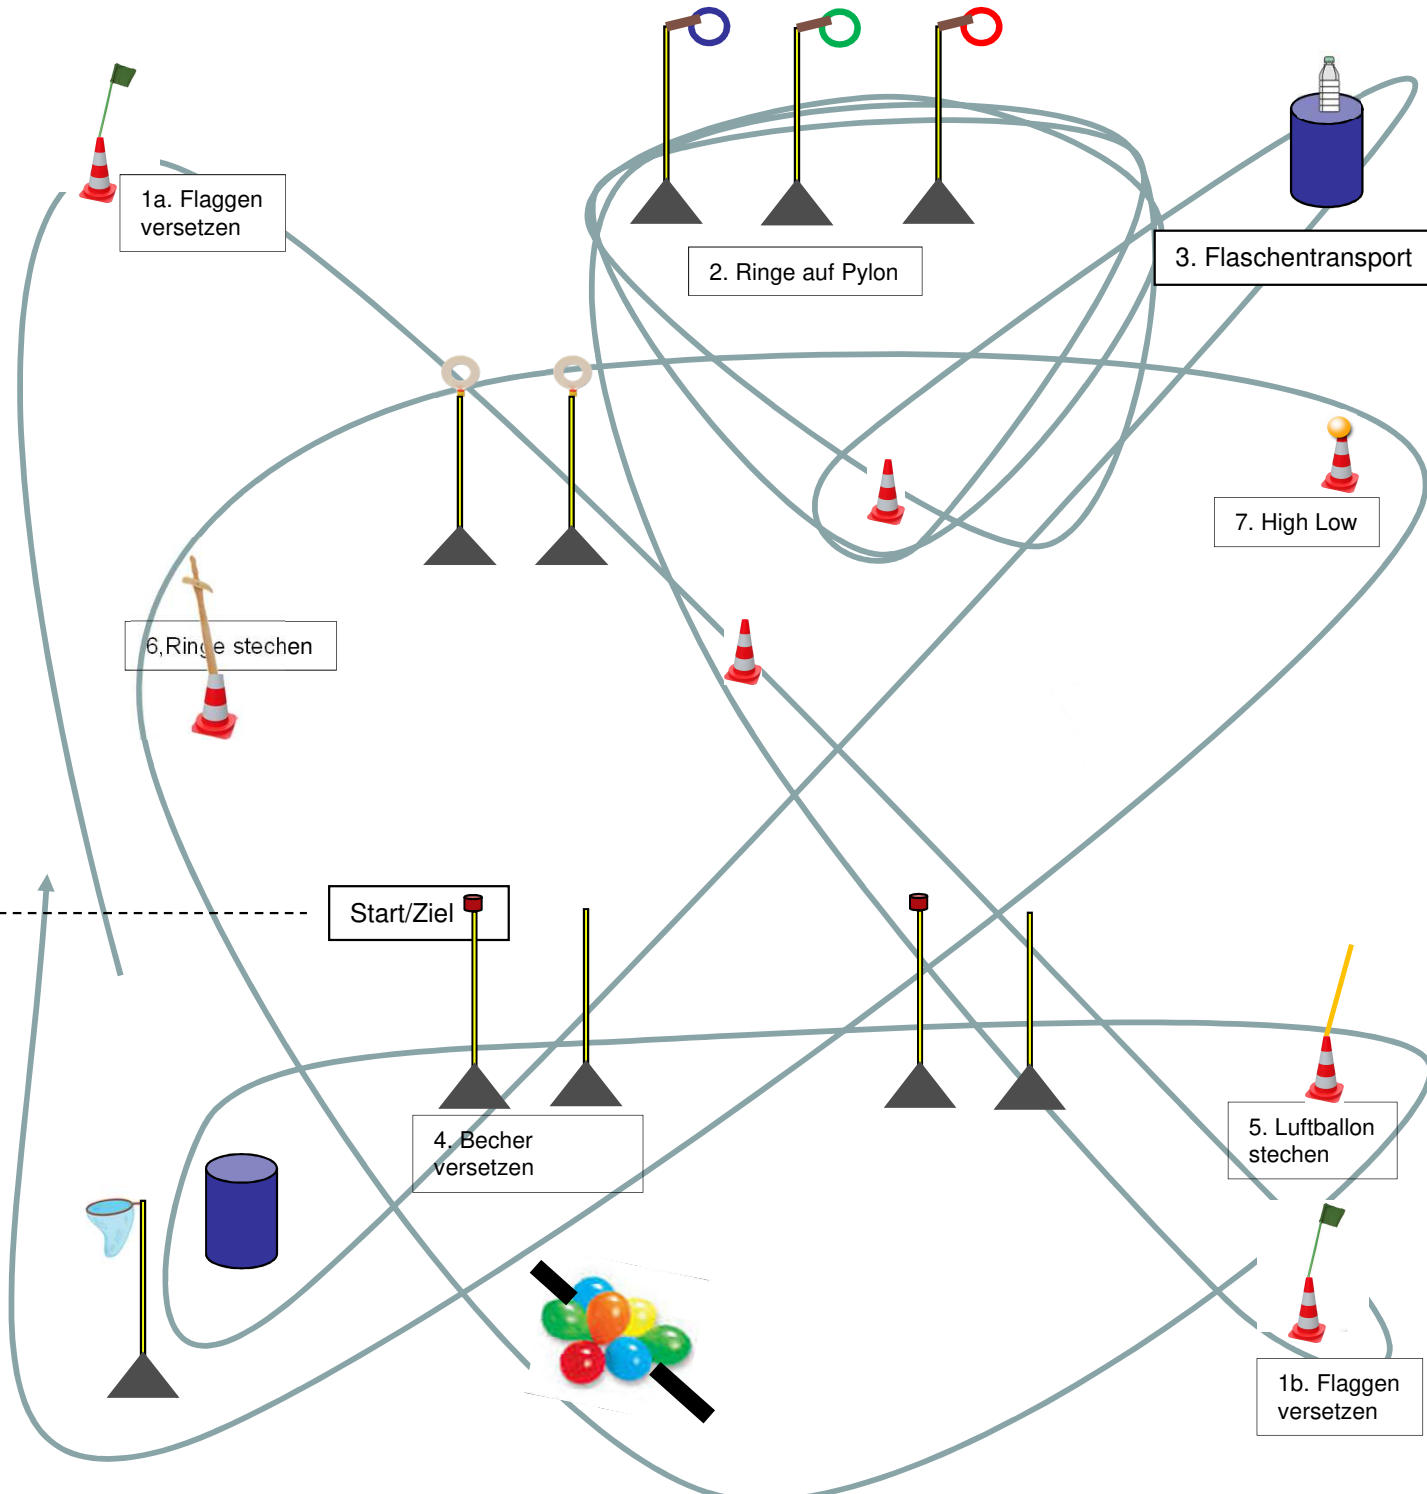 1a. Flaggen
versetzen
2. Ringe auf Pylon
3. Flaschentransport
7. High Low
6,Ringe stechen
Start/Ziel
4. Becher
versetzen
5. Luftballon
stechen
1b. Flaggen
versetzen